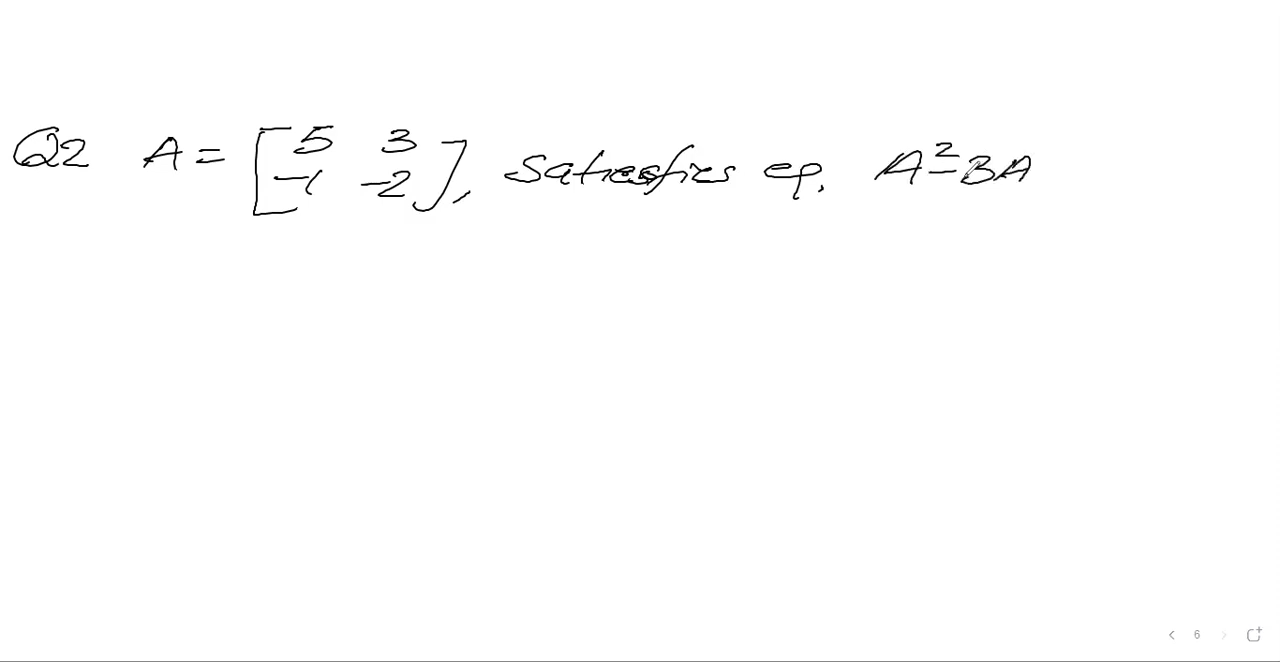 Q2 A = [5 3 -1 -2], Satisfies eq. A²-3A
6